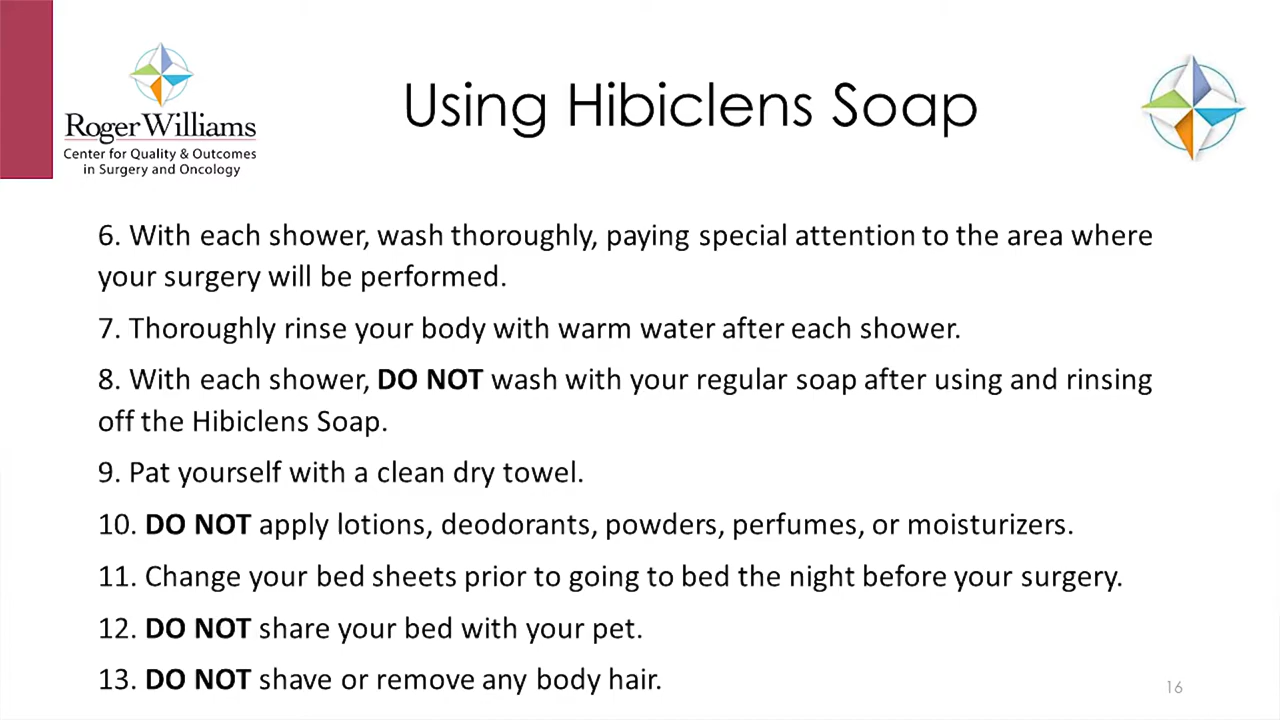 Roger Williams
Center for Quality & Outcomes
in Surgery and Oncology
Using Hibiclens Soap
6. With each shower, wash thoroughly, paying special attention to the area where
your surgery will be performed.
7. Thoroughly rinse your body with warm water after each shower.
8. With each shower, DO NOT wash with your regular soap after using and rinsing
off the Hibiclens Soap.
9. Pat yourself with a clean dry towel.
10. DO NOT apply lotions, deodorants, powders, perfumes, or moisturizers.
11. Change your bed sheets prior to going to bed the night before your surgery.
12. DO NOT share your bed with your pet.
13. DO NOT shave or remove any body hair.
16